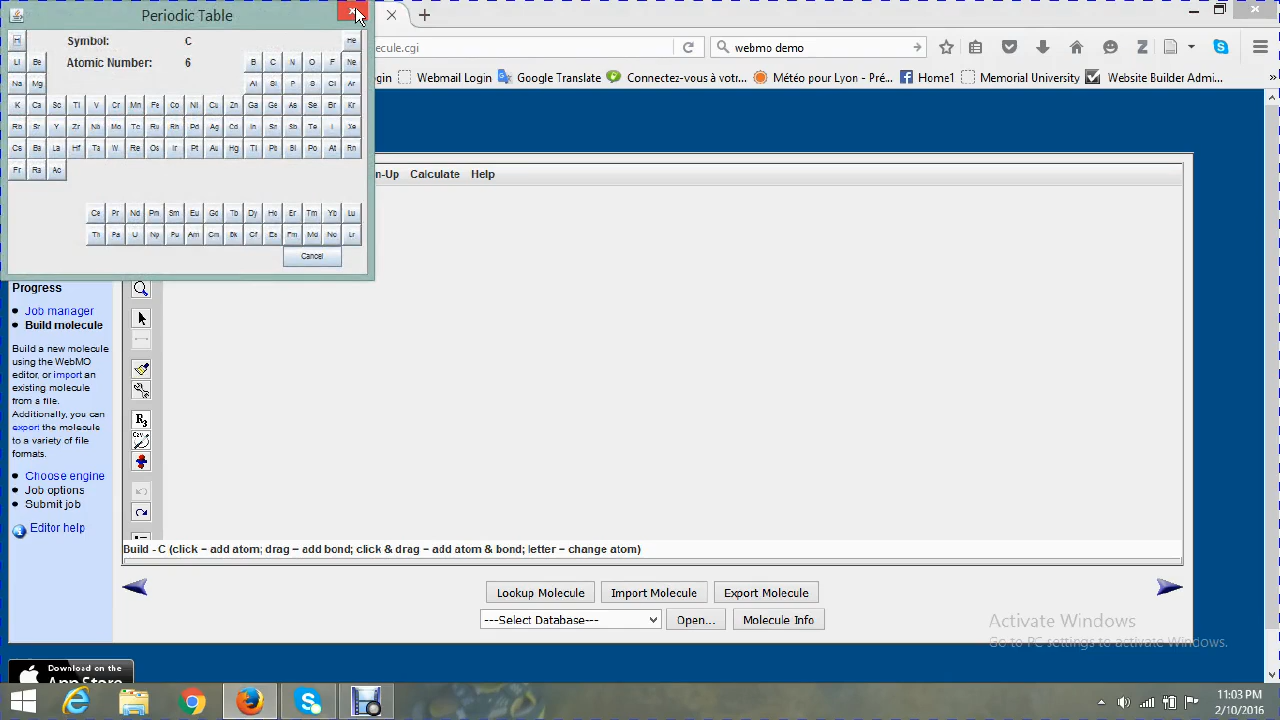 Periodic Table
Symbol: C
Atomic Number: 6
H He
Li Be B C N O F Ne
Na Mg Al Si P S Cl Ar
K Ca Sc Ti V Cr Mn Fe Co Ni Cu Zn Ga Ge As Se Br Kr
Rb Sr Y Zr Nb Mo Tc Ru Rh Pd Ag Cd In Sn Sb Te I Xe
Cs Ba La Hf Ta W Re Os Ir Pt Au Hg Tl Pb Bi Po At Rn
Fr Ra Ac
Ce Pr Nd Pm Sm Eu Gd Tb Dy Ho Er Tm Yb Lu
Th Pa U Np Pu Am Cm Bk Cf Es Fm Md No Lr
Cancel
ecule.cgi
webmo demo
gin Webmail Login Google Translate Connectez-vous à votr... Météo pour Lyon - Pré... Home1 Memorial University Website Builder Admi...
n-Up Calculate Help
Progress
Job manager
Build molecule
Build a new molecule
using the WebMO
editor, or import an
existing molecule
from a file.
Additionally, you can
export the molecule
to a variety of file
formats.
Choose engine
Job options
Submit job
Editor help
Build - C (click = add atom; drag = add bond; click & drag = add atom & bond; letter = change atom)
Lookup Molecule Import Molecule Export Molecule
---Select Database--- Open... Molecule Info
Activate Windows
Go to PC settings to activate Windows.
Download on the
App Store
11:03 PM
2/10/2016